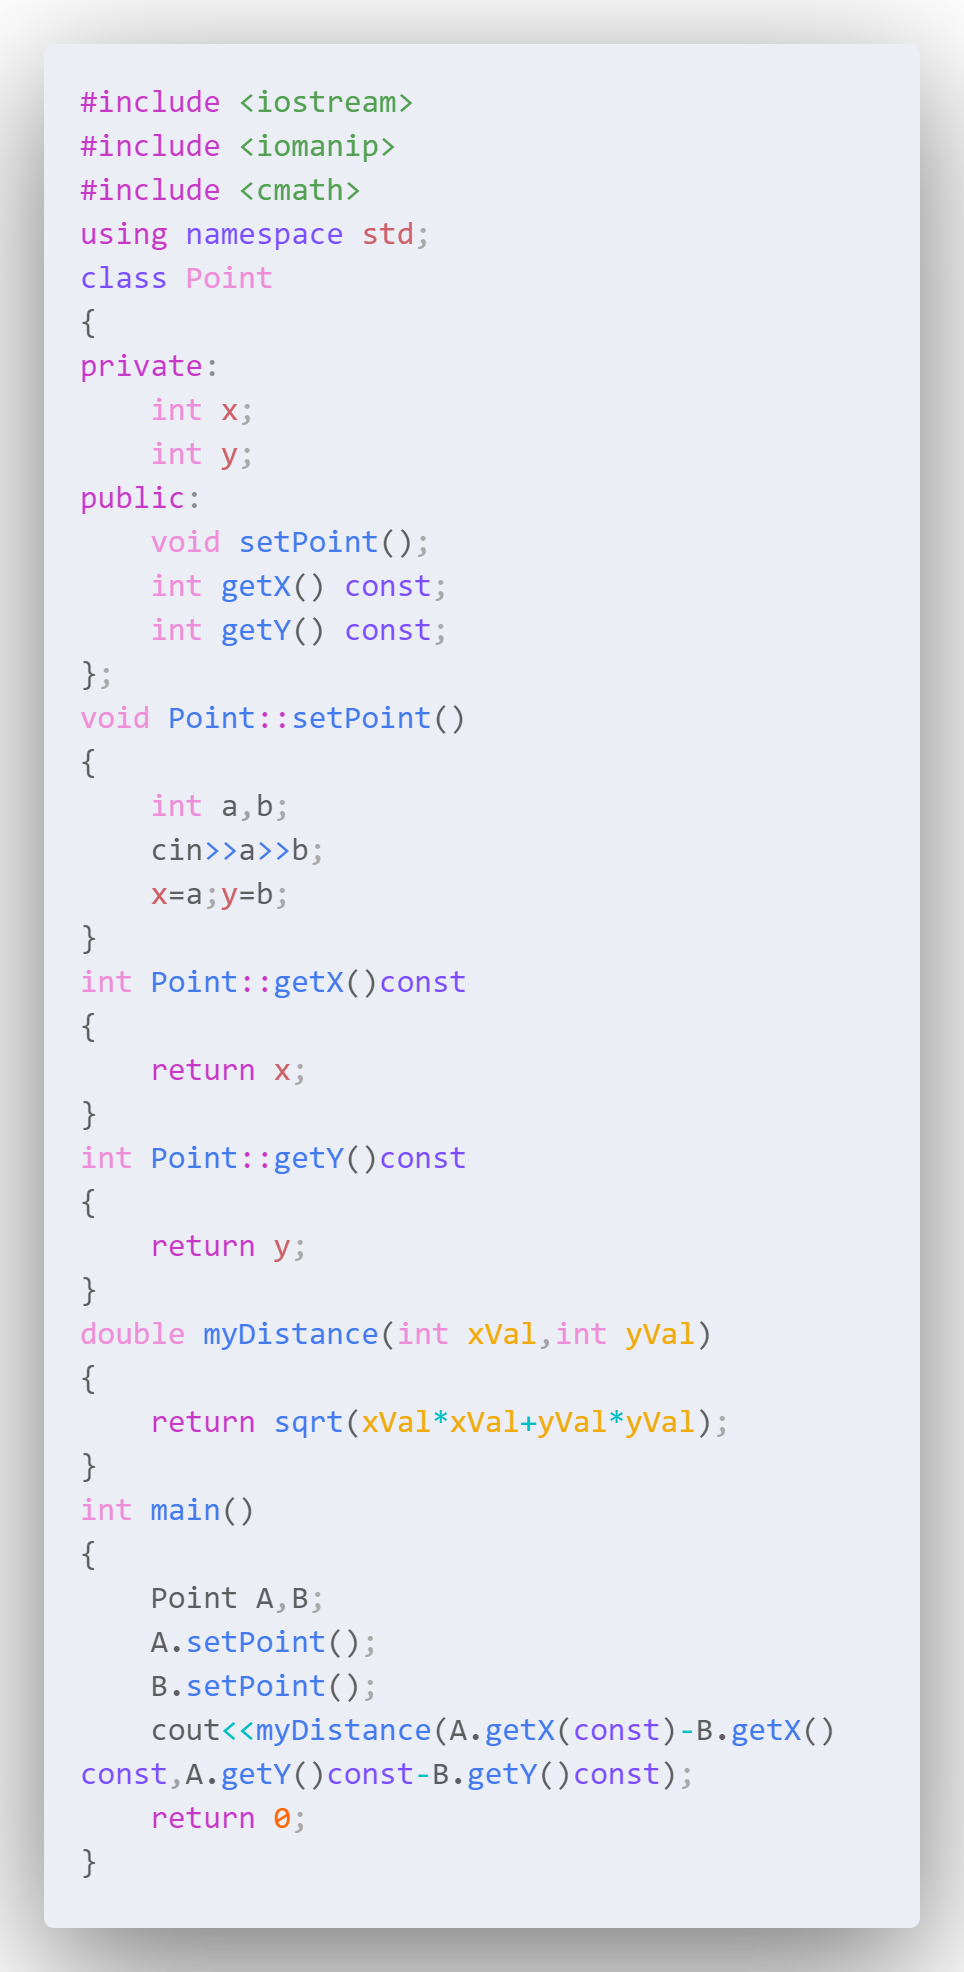 #include <iostream>
#include <iomanip>
#include <cmath>
using namespace std;
class Point
{
private:
    int x;
    int y;
public:
    void setPoint();
    int getX() const;
    int getY() const;
};
void Point::setPoint()
{
    int a,b;
    cin>>a>>b;
    x=a;y=b;
}
int Point::getX()const
{
    return x;
}
int Point::getY()const
{
    return y;
}
double myDistance(int xVal,int yVal)
{
    return sqrt(xVal*xVal+yVal*yVal);
}
int main()
{
    Point A,B;
    A.setPoint();
    B.setPoint();
    cout<<myDistance(A.getX(const)-B.getX()
const,A.getY()const-B.getY()const);
    return 0;
}